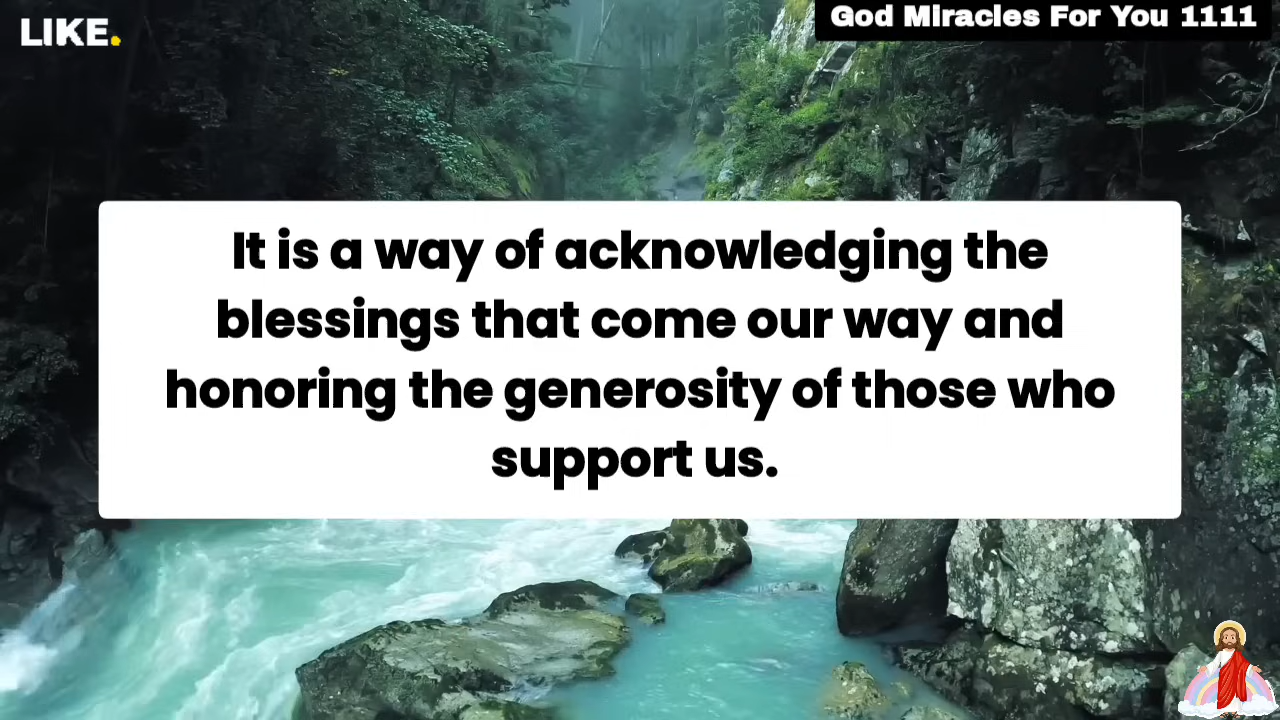 LIKE.
God Miracles For You 1111
It is a way of acknowledging the
blessings that come our way and
honoring the generosity of those who
support us.